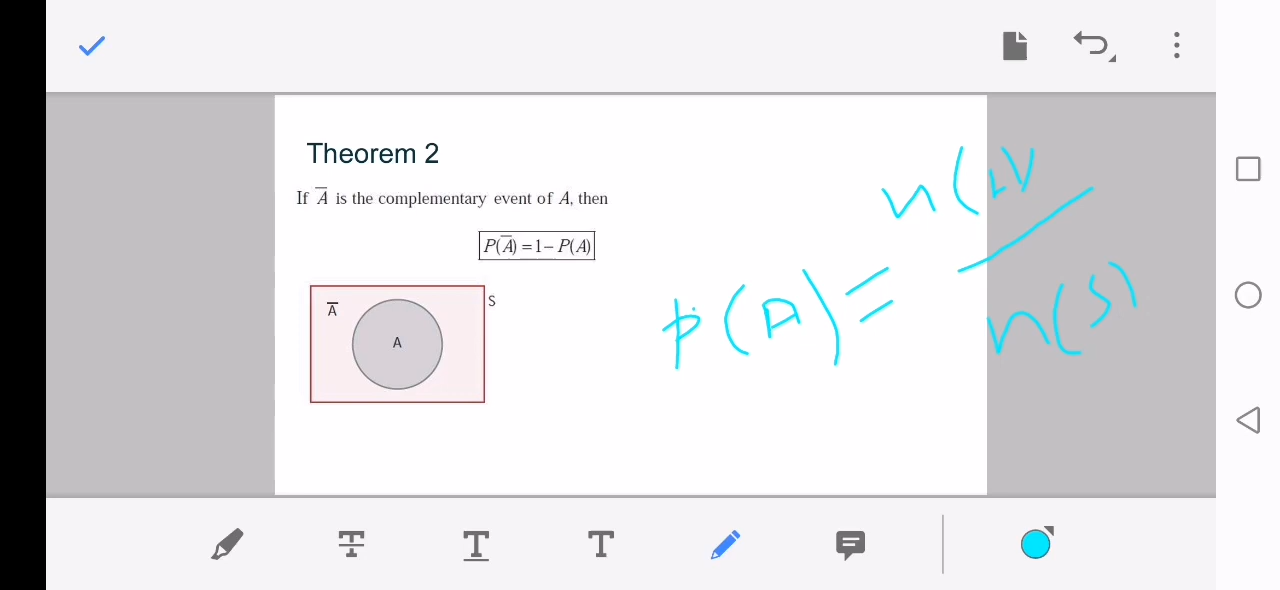 Theorem 2
If A̅ is the complementary event of A, then
P(A̅) = 1 − P(A)
A̅
S
A
p(A) =
n(
n(S)